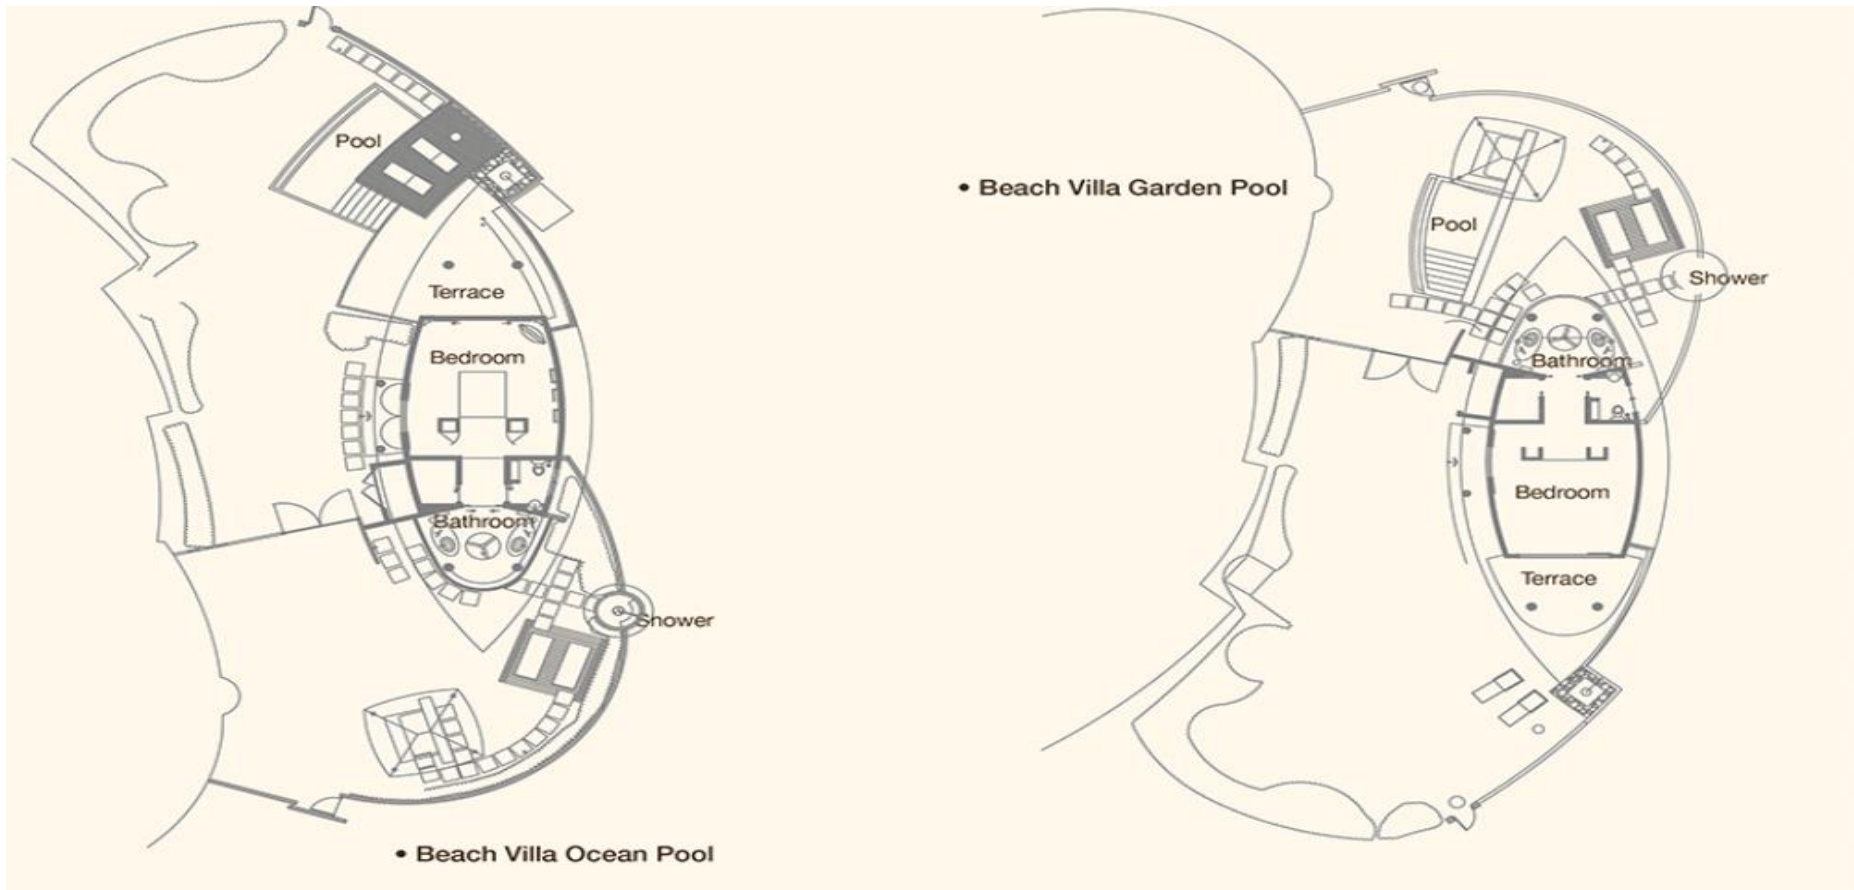 Pool
Terrace
Bedroom
Bathroom
Shower
• Beach Villa Ocean Pool
• Beach Villa Garden Pool
Pool
Shower
Bathroom
Bedroom
Terrace